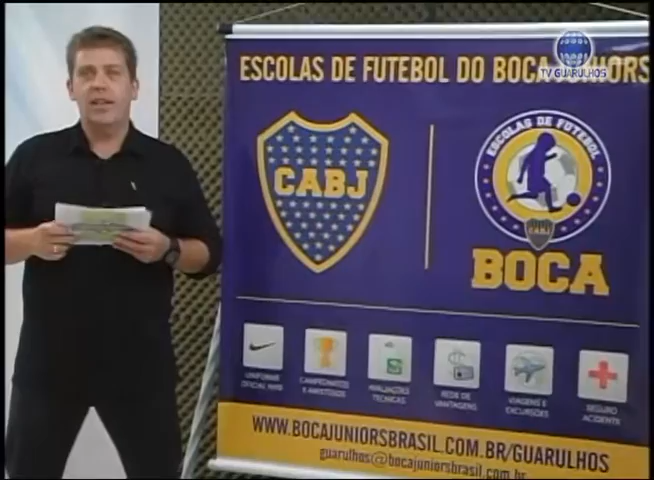 TV GUARULHOS
ESCOLAS DE FUTEBOL DO BOCA JUNIORS
CABJ
ESCOLAS DE FUTEBOL
CABJ
BOCA
UNIFORME
OFICIAL NIKE
CAMPEONATOS
E AMISTOSOS
AVALIAÇÕES
TÉCNICAS
REDE DE
VANTAGENS
VIAGENS E
EXCURSÕES
SEGURO
ACIDENTE
WWW.BOCAJUNIORSBRASIL.COM.BR/GUARULHOS
guarulhos@bocajuniorsbrasil.com.br